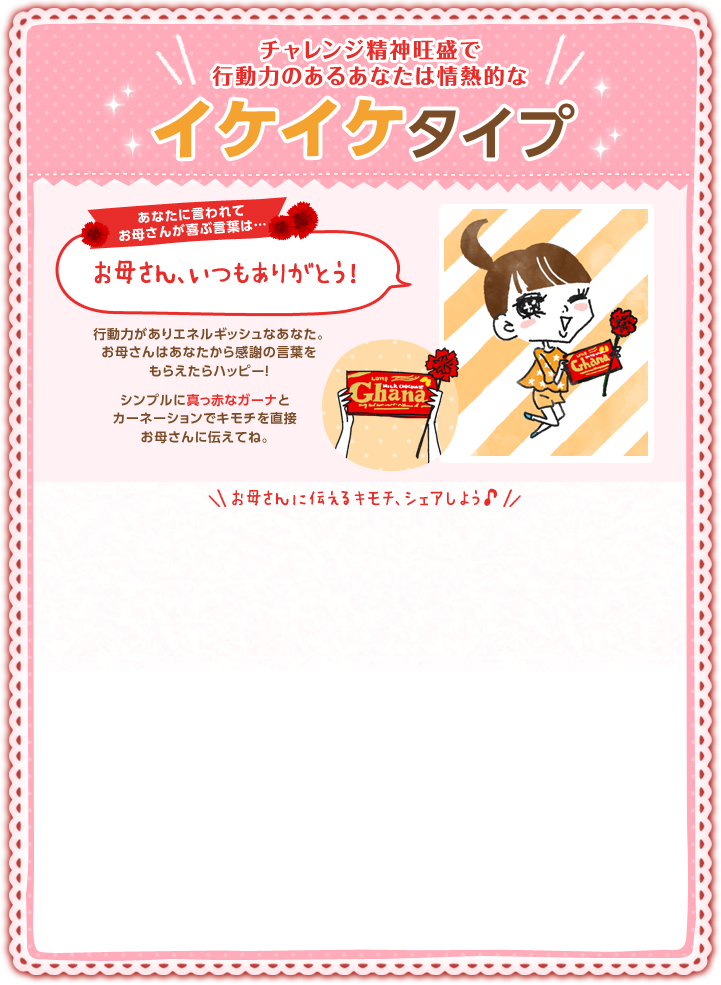 チャレンジ精神旺盛で
行動力のあるあなたは情熱的な
イケイケタイプ
あなたに言われて
お母さんが喜ぶ言葉は…
お母さん、いつもありがとう!
行動力がありエネルギッシュなあなた。
お母さんはあなたから感謝の言葉を
もらえたらハッピー!
シンプルに真っ赤なガーナと
カーネーションでキモチを直接
お母さんに伝えてね。
LOTTE
MILK CHOCOLATE
Ghana
Ghana
お母さんに伝えるキモチ、シェアしよう♪